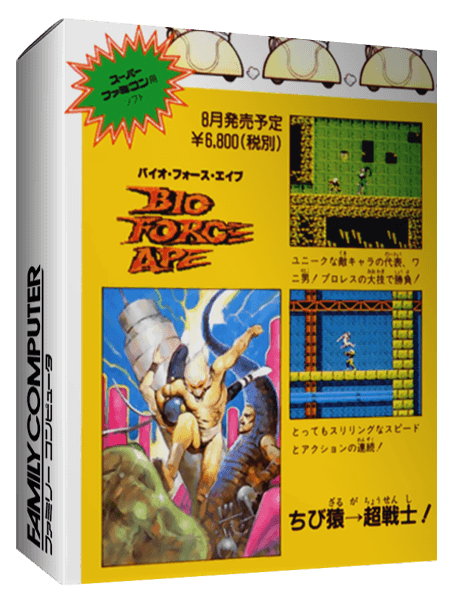 スーパー
ファミコン用
ソフト
8月発売予定
¥6,800(税別)
バイオ・フォース・エイプ
BIO
FORCE
APE
ユニークな敵キャラの代表、ワ
ニ男!プロレスの大技で勝負!
とってもスリリングなスピード
とアクションの連続!
ちび猿→超戦士!
FAMILY COMPUTER
ファミリー コンピュータ